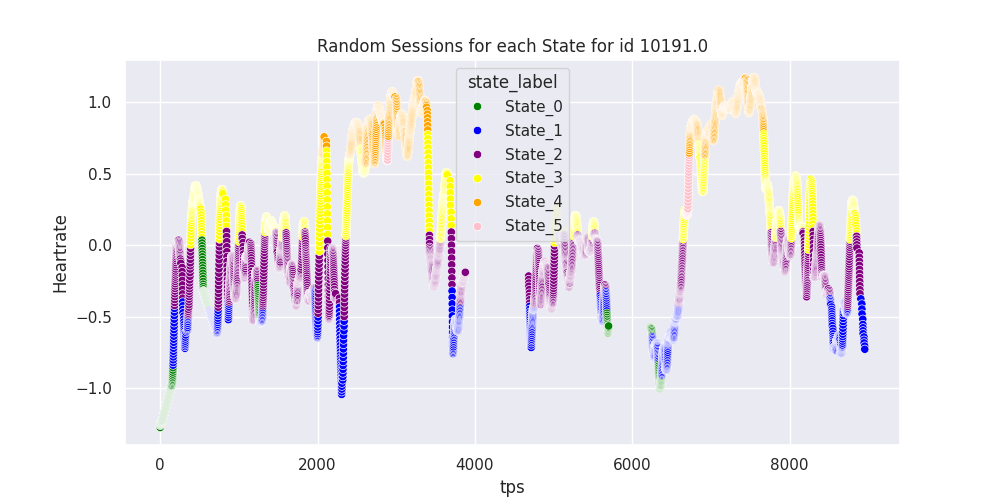 Random Sessions for each State for id 10191.0
state_label
State_0
State_1
State_2
State_3
State_4
State_5
Heartrate
1.0
0.5
0.0
−0.5
−1.0
0
2000
4000
6000
8000
tps